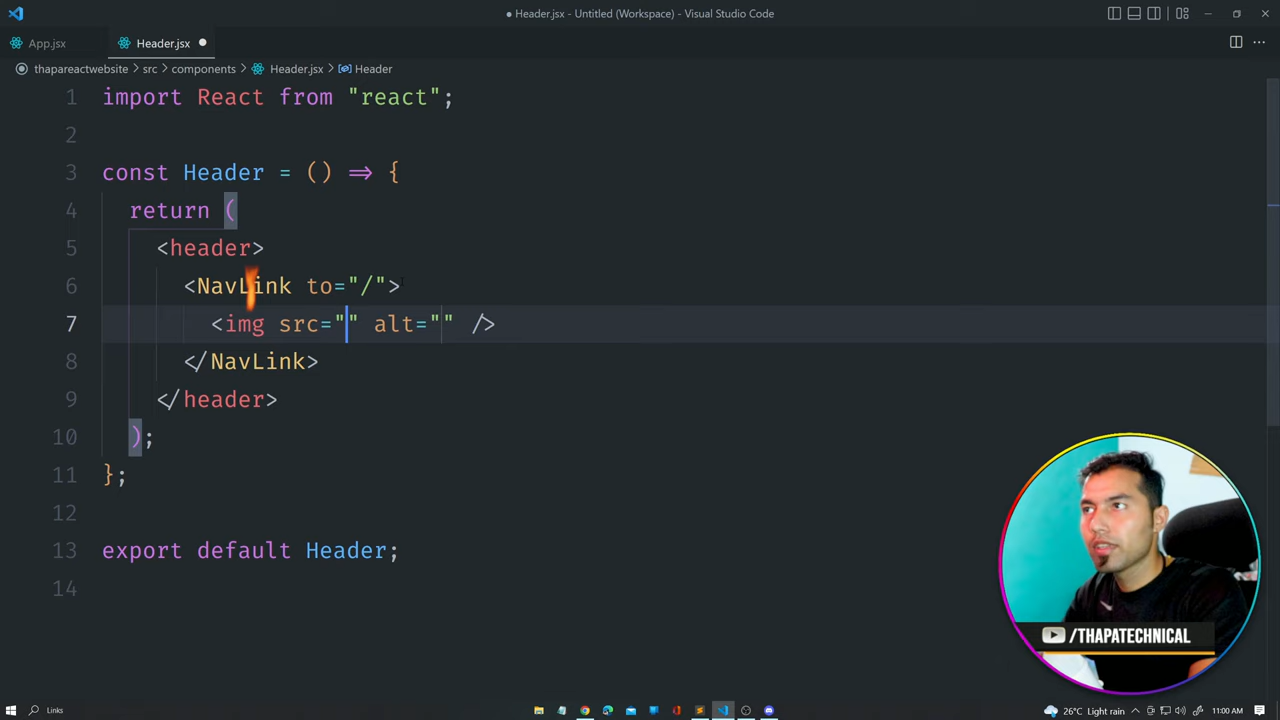 Header.jsx - Untitled (Workspace) - Visual Studio Code
App.jsx Header.jsx
thapareactwebsite > src > components > Header.jsx > Header
1 import React from "react";
2
3 const Header = () => {
4 return (
5 <header>
6 <NavLink to="/">
7 <img src="" alt="" />
8 </NavLink>
9 </header>
10 );
11 };
12
13 export default Header;
14
/THAPATECHNICAL
Links 26°C Light rain 11:00 AM